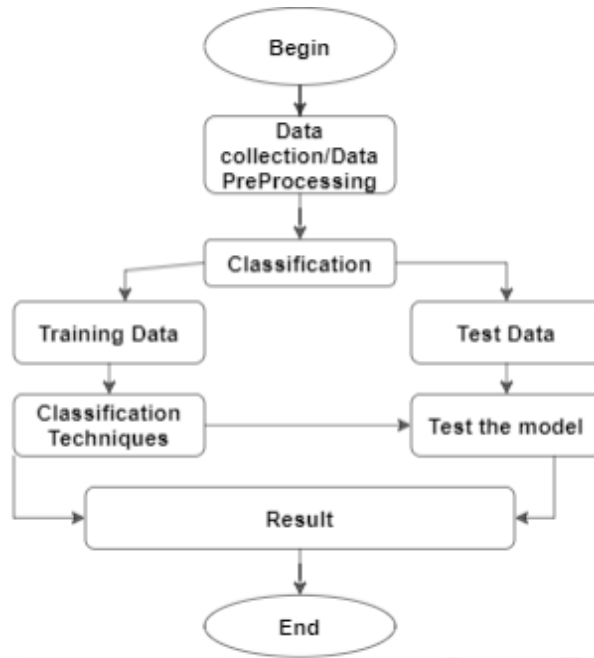 Begin
Data
collection/Data
PreProcessing
Classification
Training Data
Test Data
Classification
Techniques
Test the model
Result
End